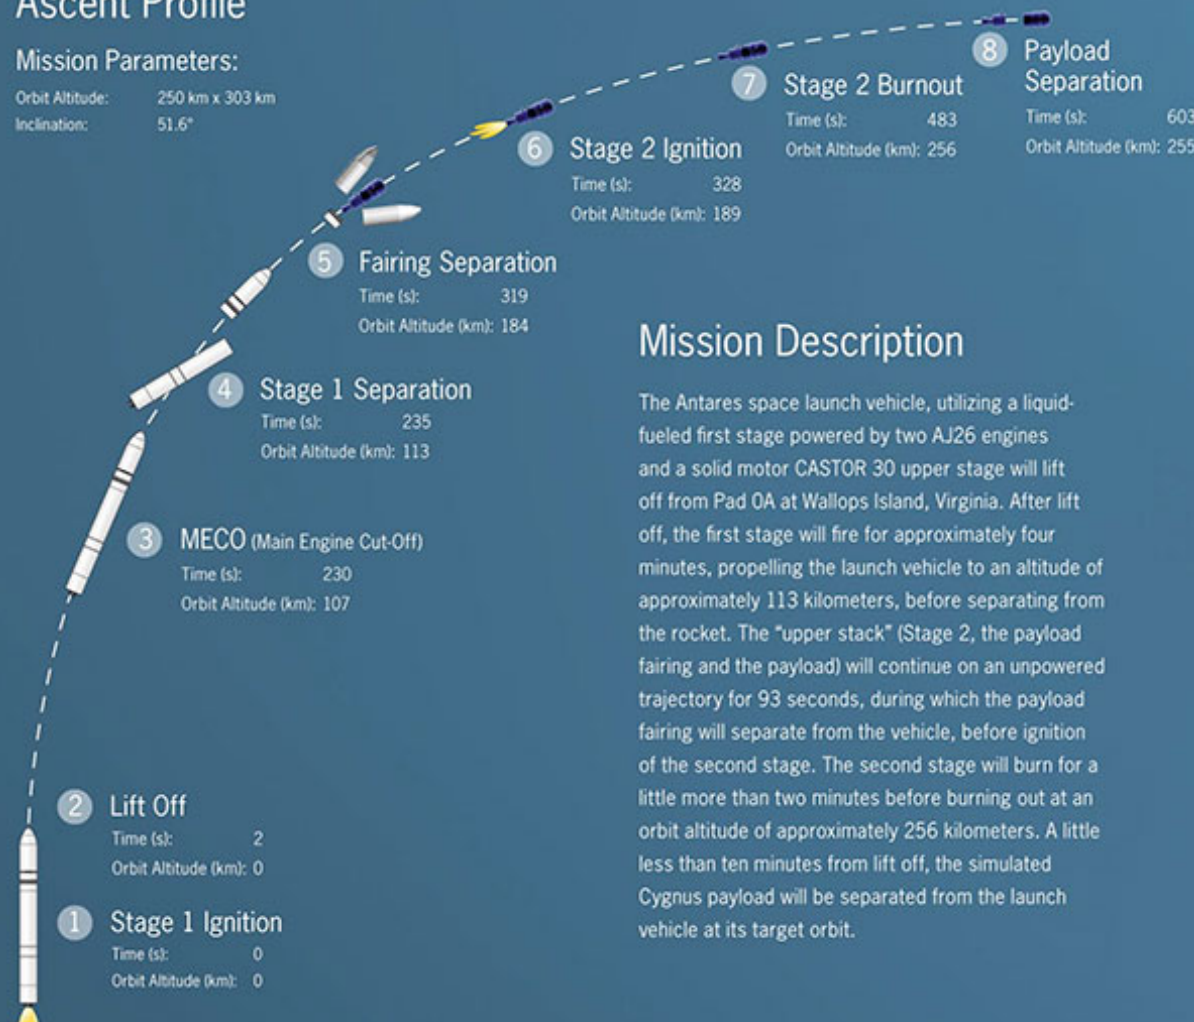 Ascent Profile
Mission Parameters:
Orbit Altitude: 250 km x 303 km
Inclination: 51.6°
8 Payload
Separation
Time (s): 603
Orbit Altitude (km): 255
7 Stage 2 Burnout
Time (s): 483
Orbit Altitude (km): 256
6 Stage 2 Ignition
Time (s): 328
Orbit Altitude (km): 189
5 Fairing Separation
Time (s): 319
Orbit Altitude (km): 184
4 Stage 1 Separation
Time (s): 235
Orbit Altitude (km): 113
3 MECO (Main Engine Cut-Off)
Time (s): 230
Orbit Altitude (km): 107
2 Lift Off
Time (s): 2
Orbit Altitude (km): 0
1 Stage 1 Ignition
Time (s): 0
Orbit Altitude (km): 0
Mission Description
The Antares space launch vehicle, utilizing a liquid-
fueled first stage powered by two AJ26 engines
and a solid motor CASTOR 30 upper stage will lift
off from Pad 0A at Wallops Island, Virginia. After lift
off, the first stage will fire for approximately four
minutes, propelling the launch vehicle to an altitude of
approximately 113 kilometers, before separating from
the rocket. The "upper stack" (Stage 2, the payload
fairing and the payload) will continue on an unpowered
trajectory for 93 seconds, during which the payload
fairing will separate from the vehicle, before ignition
of the second stage. The second stage will burn for a
little more than two minutes before burning out at an
orbit altitude of approximately 256 kilometers. A little
less than ten minutes from lift off, the simulated
Cygnus payload will be separated from the launch
vehicle at its target orbit.